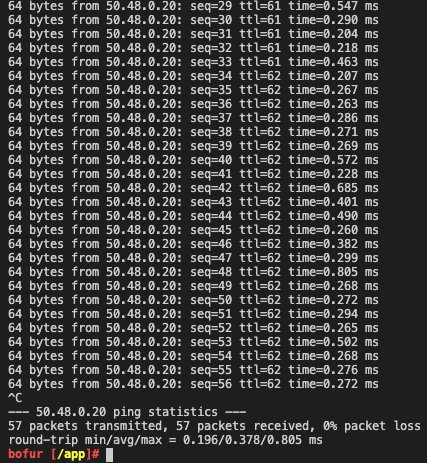 64 bytes from 50.48.0.20: seq=29 ttl=61 time=0.547 ms
64 bytes from 50.48.0.20: seq=30 ttl=61 time=0.290 ms
64 bytes from 50.48.0.20: seq=31 ttl=61 time=0.204 ms
64 bytes from 50.48.0.20: seq=32 ttl=61 time=0.218 ms
64 bytes from 50.48.0.20: seq=33 ttl=61 time=0.463 ms
64 bytes from 50.48.0.20: seq=34 ttl=62 time=0.207 ms
64 bytes from 50.48.0.20: seq=35 ttl=62 time=0.267 ms
64 bytes from 50.48.0.20: seq=36 ttl=62 time=0.263 ms
64 bytes from 50.48.0.20: seq=37 ttl=62 time=0.286 ms
64 bytes from 50.48.0.20: seq=38 ttl=62 time=0.271 ms
64 bytes from 50.48.0.20: seq=39 ttl=62 time=0.269 ms
64 bytes from 50.48.0.20: seq=40 ttl=62 time=0.572 ms
64 bytes from 50.48.0.20: seq=41 ttl=62 time=0.228 ms
64 bytes from 50.48.0.20: seq=42 ttl=62 time=0.685 ms
64 bytes from 50.48.0.20: seq=43 ttl=62 time=0.401 ms
64 bytes from 50.48.0.20: seq=44 ttl=62 time=0.490 ms
64 bytes from 50.48.0.20: seq=45 ttl=62 time=0.260 ms
64 bytes from 50.48.0.20: seq=46 ttl=62 time=0.382 ms
64 bytes from 50.48.0.20: seq=47 ttl=62 time=0.299 ms
64 bytes from 50.48.0.20: seq=48 ttl=62 time=0.805 ms
64 bytes from 50.48.0.20: seq=49 ttl=62 time=0.268 ms
64 bytes from 50.48.0.20: seq=50 ttl=62 time=0.272 ms
64 bytes from 50.48.0.20: seq=51 ttl=62 time=0.294 ms
64 bytes from 50.48.0.20: seq=52 ttl=62 time=0.265 ms
64 bytes from 50.48.0.20: seq=53 ttl=62 time=0.502 ms
64 bytes from 50.48.0.20: seq=54 ttl=62 time=0.268 ms
64 bytes from 50.48.0.20: seq=55 ttl=62 time=0.276 ms
64 bytes from 50.48.0.20: seq=56 ttl=62 time=0.272 ms
^C
--- 50.48.0.20 ping statistics ---
57 packets transmitted, 57 packets received, 0% packet loss
round-trip min/avg/max = 0.196/0.378/0.805 ms
bofur [/app]#